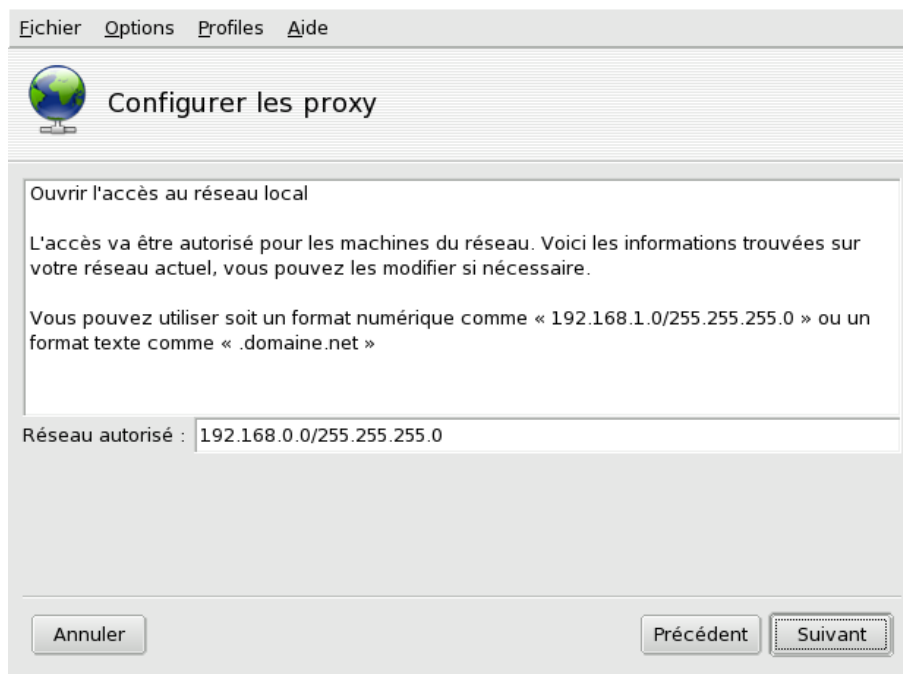 Fichier Options Profiles Aide
Configurer les proxy
Ouvrir l'accès au réseau local
L'accès va être autorisé pour les machines du réseau. Voici les informations trouvées sur
votre réseau actuel, vous pouvez les modifier si nécessaire.
Vous pouvez utiliser soit un format numérique comme « 192.168.1.0/255.255.255.0 » ou un
format texte comme « .domaine.net »
Réseau autorisé : 192.168.0.0/255.255.255.0
Annuler Précédent Suivant